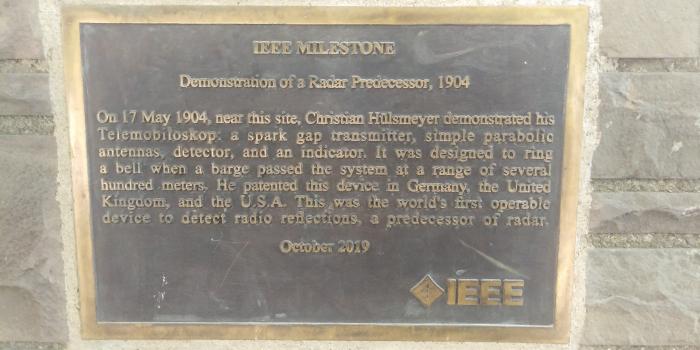 IEEE MILESTONE
Demonstration of a Radar Predecessor, 1904
On 17 May 1904, near this site, Christian Hülsmeyer demonstrated his
Telemobiloskop: a spark gap transmitter, simple parabolic
antennas, detector, and an indicator. It was designed to ring
a bell when a barge passed the system at a range of several
hundred meters. He patented this device in Germany, the United
Kingdom, and the U.S.A. This was the world's first operable
device to detect radio reflections, a predecessor of radar.
October 2019
IEEE